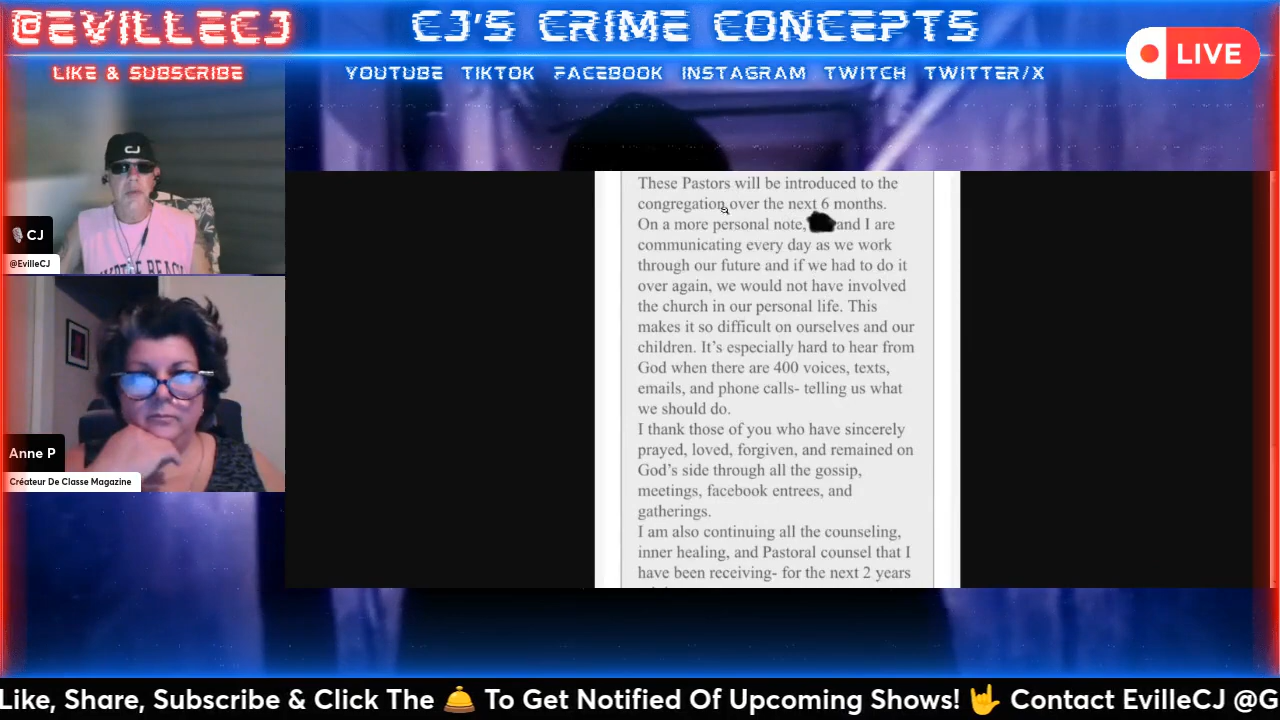 @EVILLECJ
CJ'S CRIME CONCEPTS
LIVE
LIKE & SUBSCRIBE
YOUTUBE TIKTOK FACEBOOK INSTAGRAM TWITCH TWITTER/X
CJ
CJ
@EvilleCJ
Anne P
Créateur De Classe Magazine
These Pastors will be introduced to the
congregation over the next 6 months.
On a more personal note, and I are
communicating every day as we work
through our future and if we had to do it
over again, we would not have involved
the church in our personal life. This
makes it so difficult on ourselves and our
children. It’s especially hard to hear from
God when there are 400 voices, texts,
emails, and phone calls- telling us what
we should do.
I thank those of you who have sincerely
prayed, loved, forgiven, and remained on
God’s side through all the gossip,
meetings, facebook entrees, and
gatherings.
I am also continuing all the counseling,
inner healing, and Pastoral counsel that I
have been receiving- for the next 2 years
Like, Share, Subscribe & Click The 🛎️ To Get Notified Of Upcoming Shows! 🤘 Contact EvilleCJ @G